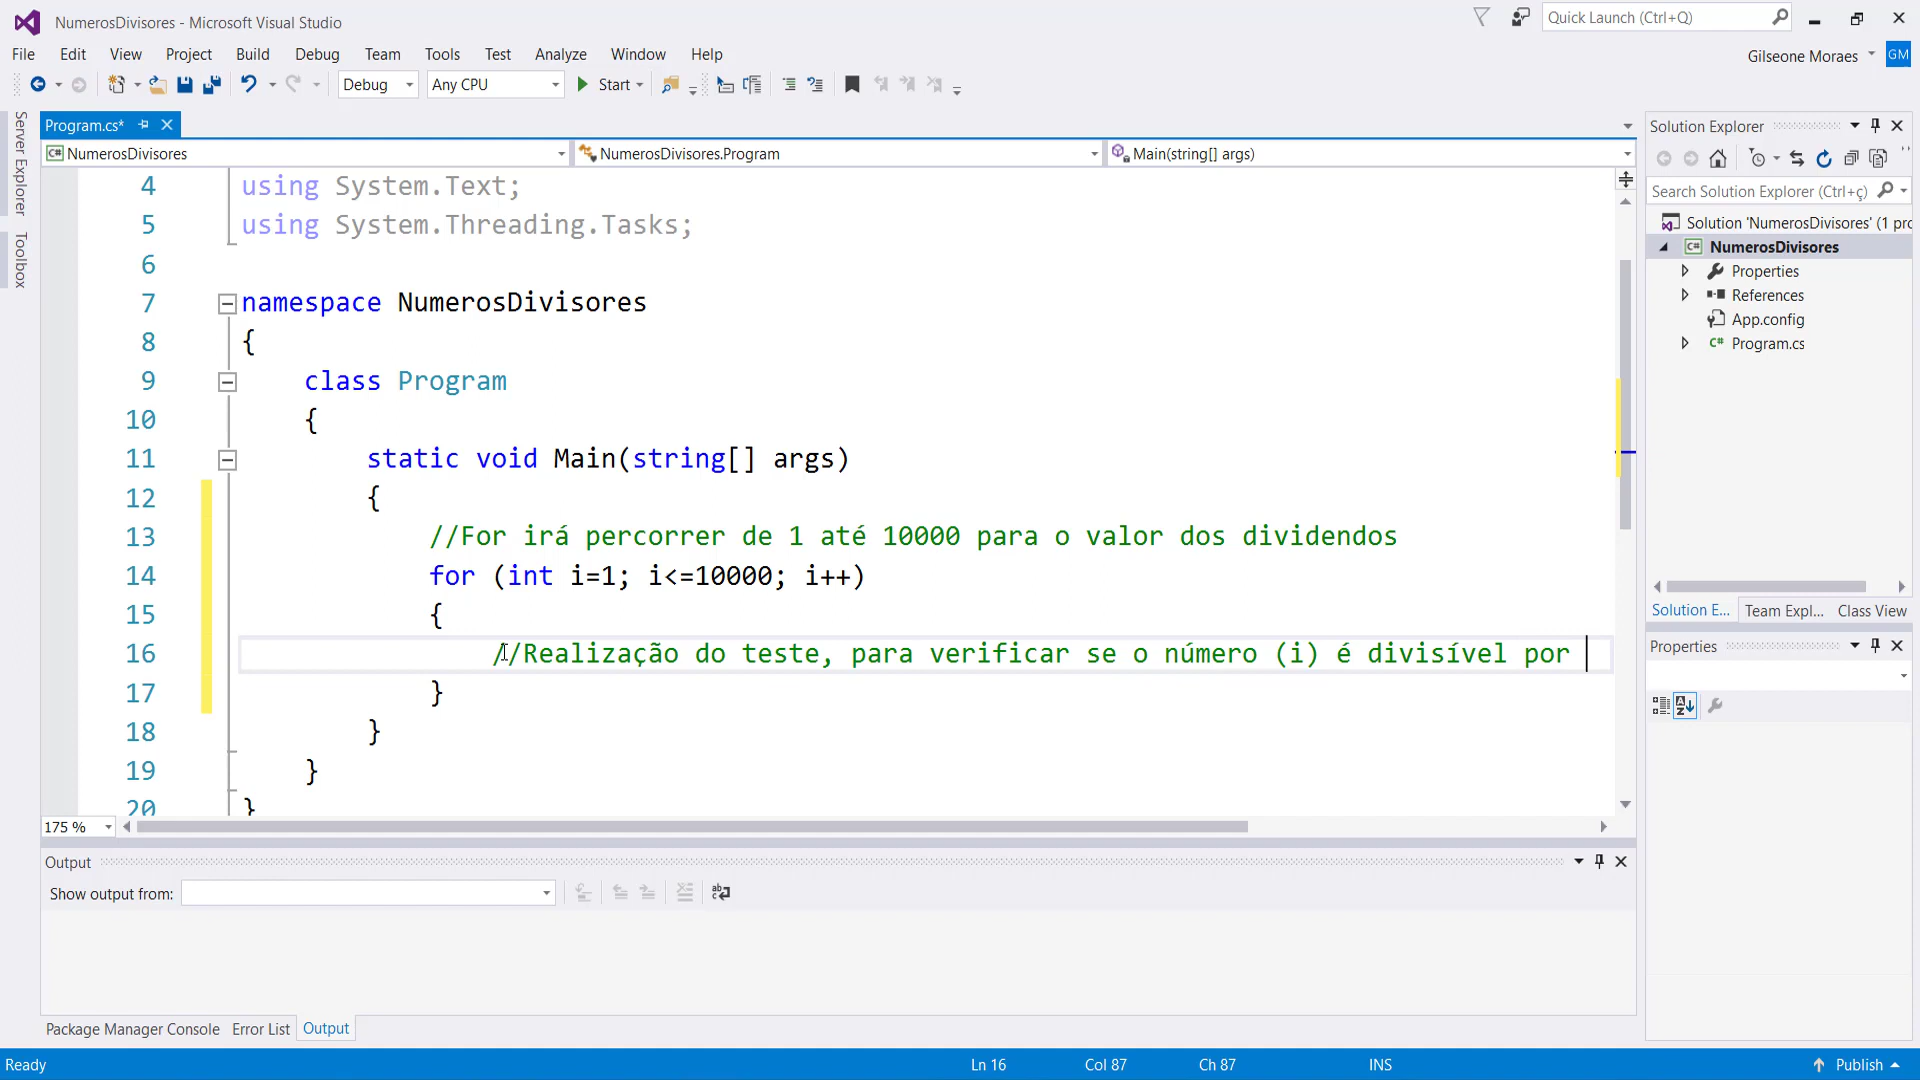 NumerosDivisores - Microsoft Visual Studio
Quick Launch (Ctrl+Q)
File Edit View Project Build Debug Team Tools Test Analyze Window Help
Gilseone Moraes GM
Debug Any CPU Start
Server Explorer
Toolbox
Program.cs*
NumerosDivisores NumerosDivisores.Program Main(string[] args)
4 using System.Text;
5 using System.Threading.Tasks;
6
7 namespace NumerosDivisores
8 {
9 class Program
10 {
11 static void Main(string[] args)
12 {
13 //For irá percorrer de 1 até 10000 para o valor dos dividendos
14 for (int i=1; i<=10000; i++)
15 {
16 //Realização do teste, para verificar se o número (i) é divisível por
17 }
18 }
19 }
20 }
175 %
Output
Show output from:
Package Manager Console Error List Output
Solution Explorer
Search Solution Explorer (Ctrl+ç)
Solution 'NumerosDivisores' (1 pro
NumerosDivisores
Properties
References
App.config
C# Program.cs
Solution E... Team Expl... Class View
Properties
Ready Ln 16 Col 87 Ch 87 INS Publish